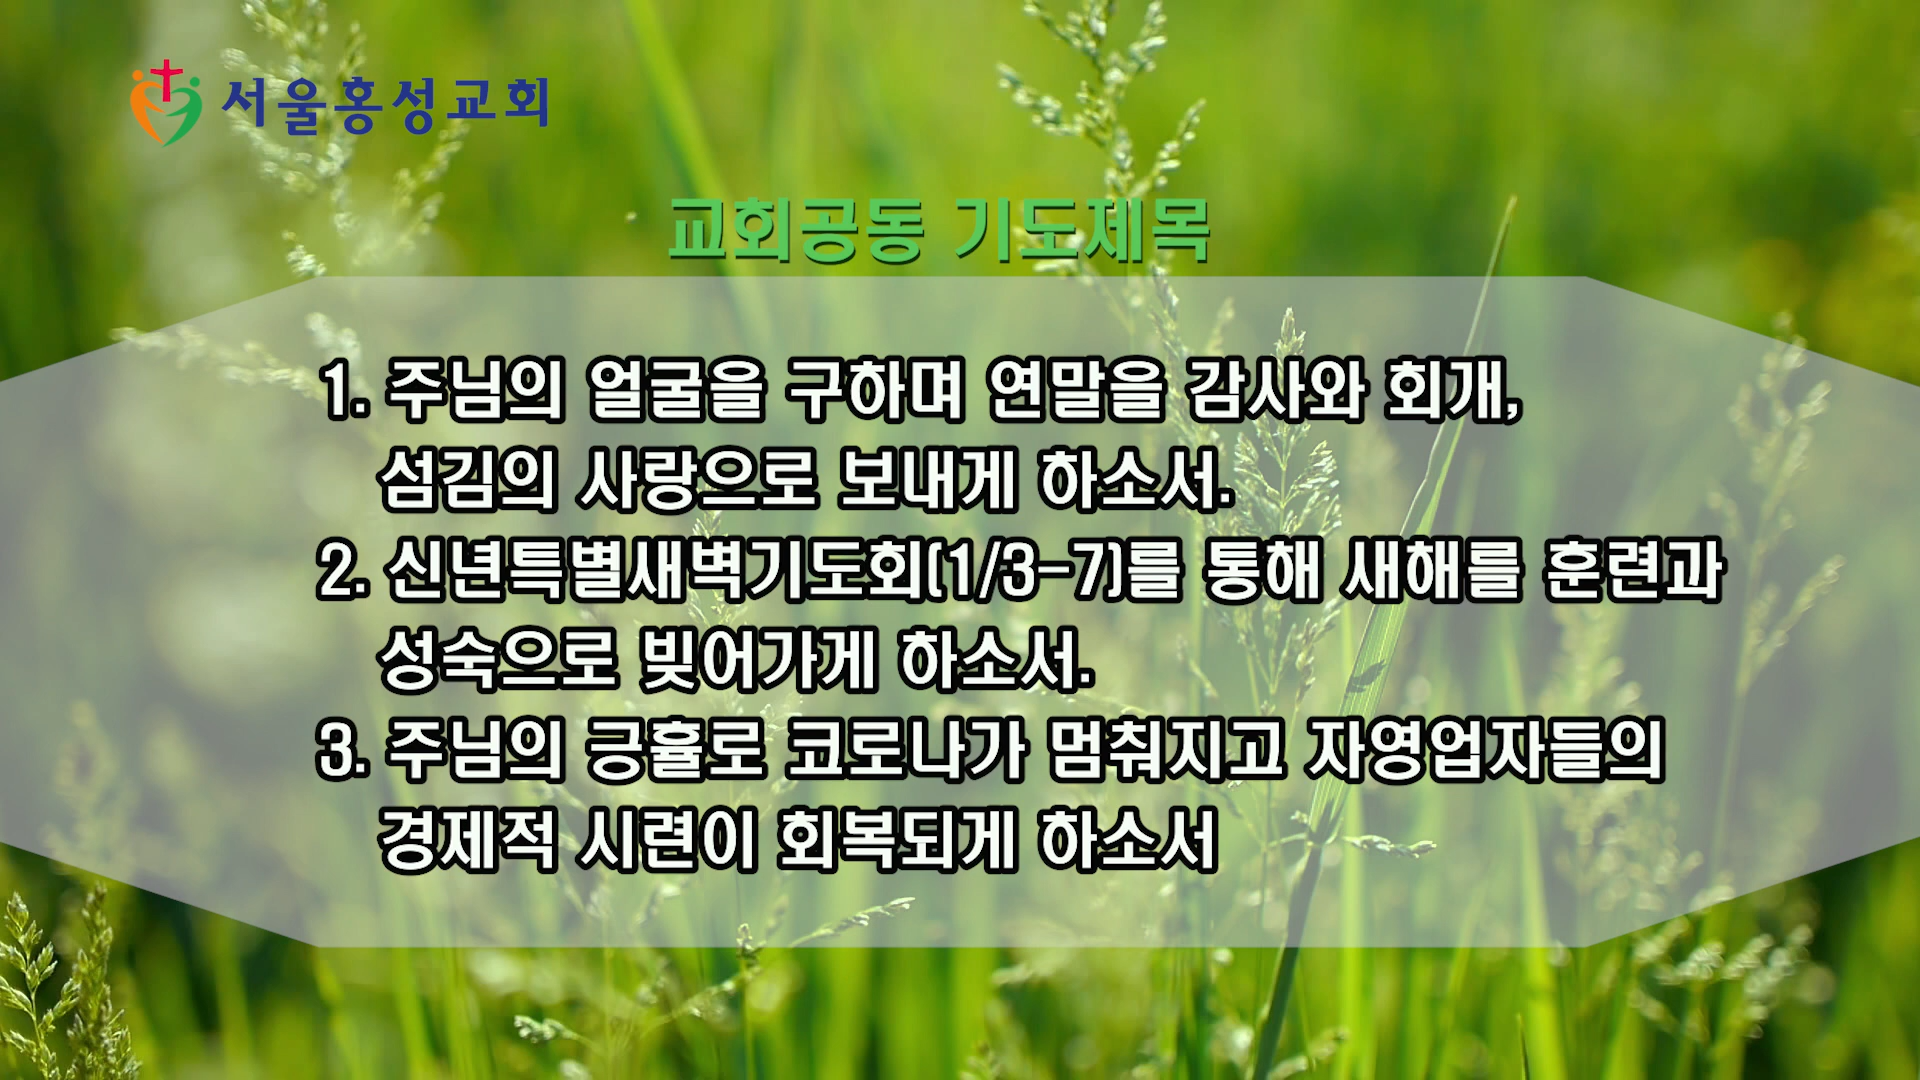 서울홍성교회
교회공동 기도제목
1. 주님의 얼굴을 구하며 연말을 감사와 회개,
섬김의 사랑으로 보내게 하소서.
2. 신년특별새벽기도회(1/3-7)를 통해 새해를 훈련과
성숙으로 빚어가게 하소서.
3. 주님의 긍휼로 코로나가 멈춰지고 자영업자들의
경제적 시련이 회복되게 하소서